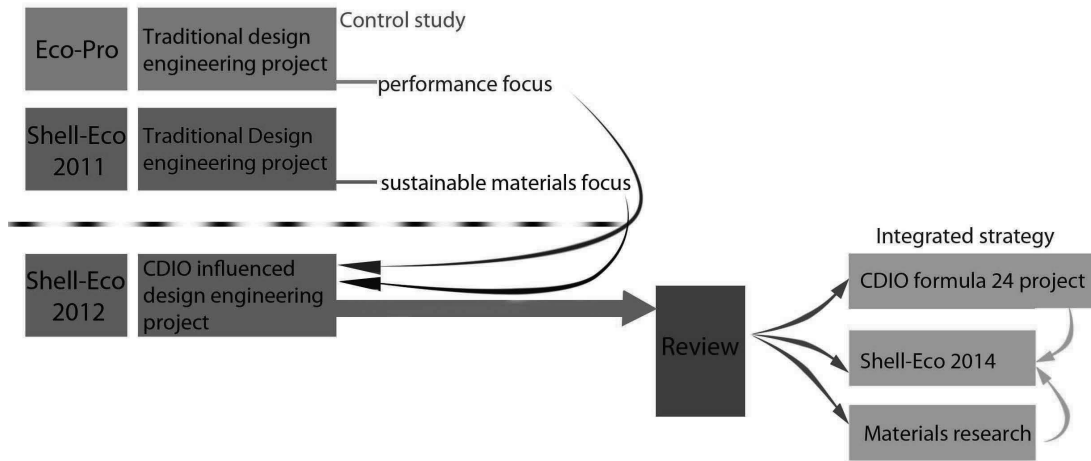 Control study
Eco-Pro
Traditional design
engineering project
performance focus
Shell-Eco
2011
Traditional Design
engineering project
sustainable materials focus
Shell-Eco
2012
CDIO influenced
design engineering
project
Review
Integrated strategy
CDIO formula 24 project
Shell-Eco 2014
Materials research